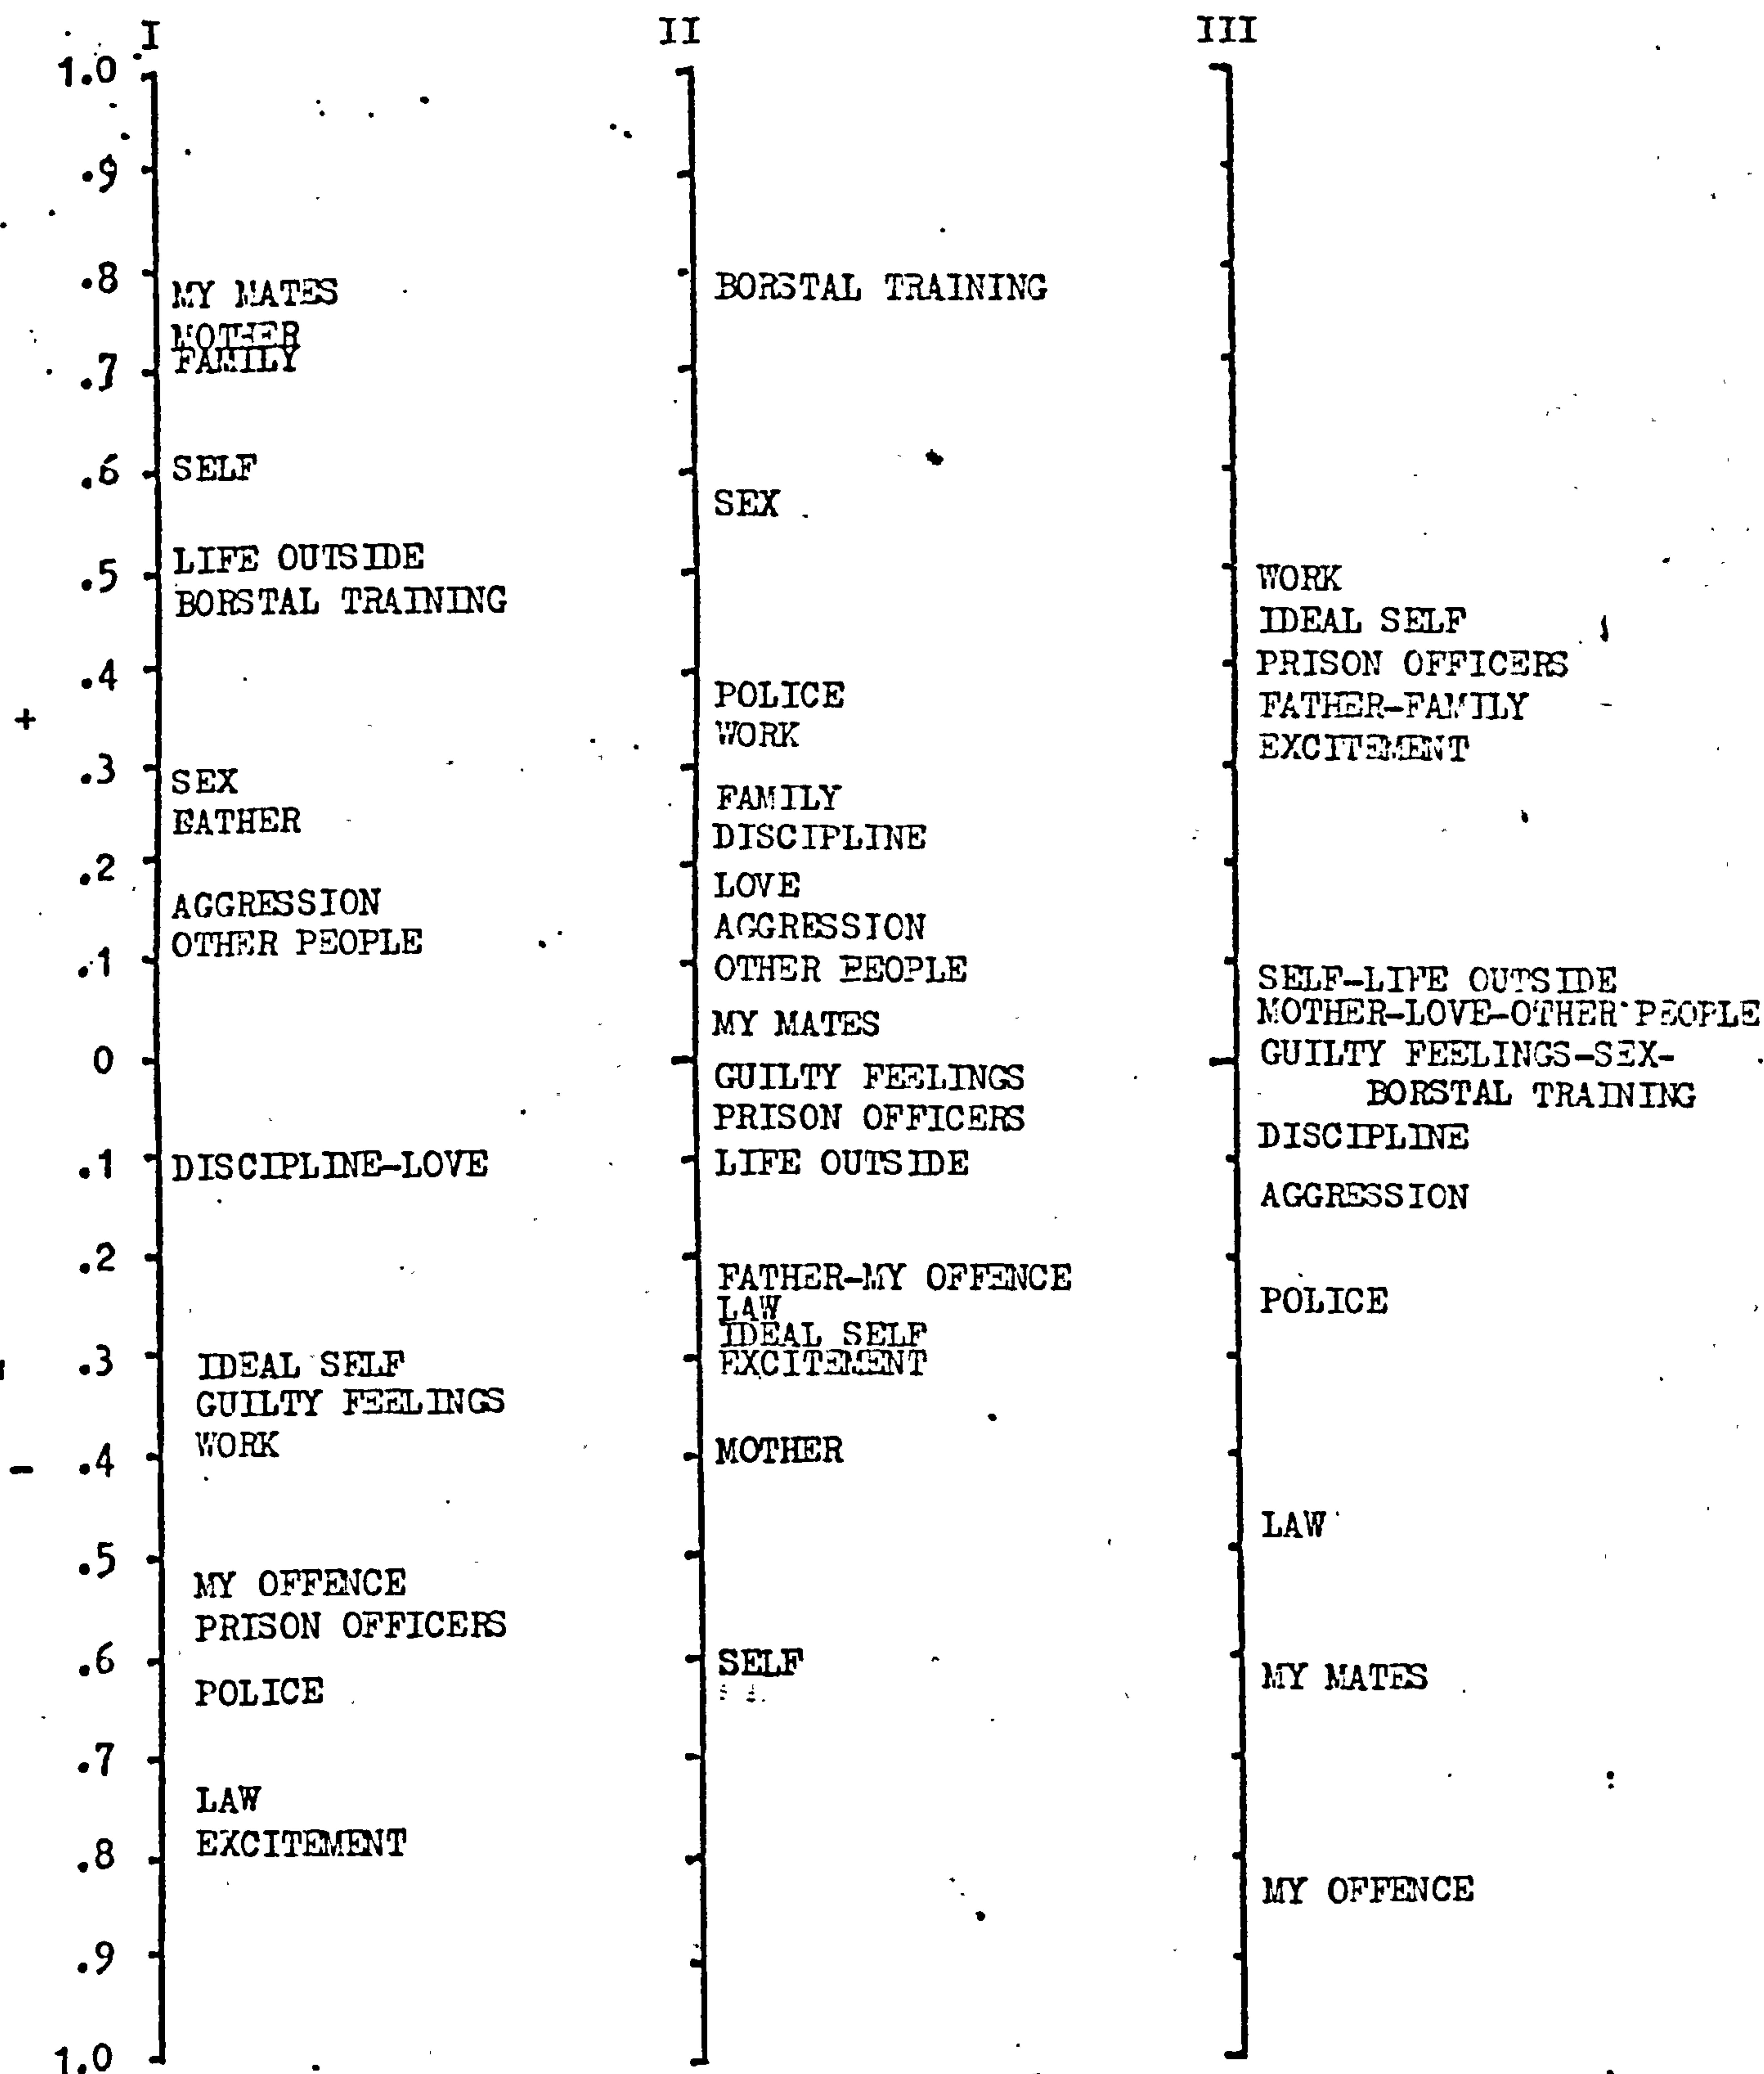 I
II
III
1.0
.9
.8
.7
.6
.5
.4
+
.3
.2
.1
0
.1
.2
.3
.4
-
.5
.6
.7
.8
.9
1.0
MY MATES
MOTHER
FAMILY
SELF
LIFE OUTSIDE
BORSTAL TRAINING
SEX
FATHER
AGGRESSION
OTHER PEOPLE
DISCIPLINE-LOVE
IDEAL SELF
GUILTY FEELINGS
WORK
MY OFFENCE
PRISON OFFICERS
POLICE
LAW
EXCITEMENT
BORSTAL TRAINING
SEX
POLICE
WORK
FAMILY
DISCIPLINE
LOVE
AGGRESSION
OTHER PEOPLE
MY MATES
GUILTY FEELINGS
PRISON OFFICERS
LIFE OUTSIDE
FATHER-MY OFFENCE
LAW
IDEAL SELF
EXCITEMENT
MOTHER
SELF
WORK
IDEAL SELF
PRISON OFFICERS
FATHER-FAMILY
EXCITEMENT
SELF-LIFE OUTSIDE
MOTHER-LOVE-OTHER PEOPLE
GUILTY FEELINGS-SEX-
BORSTAL TRAINING
DISCIPLINE
AGGRESSION
POLICE
LAW
MY MATES
MY OFFENCE